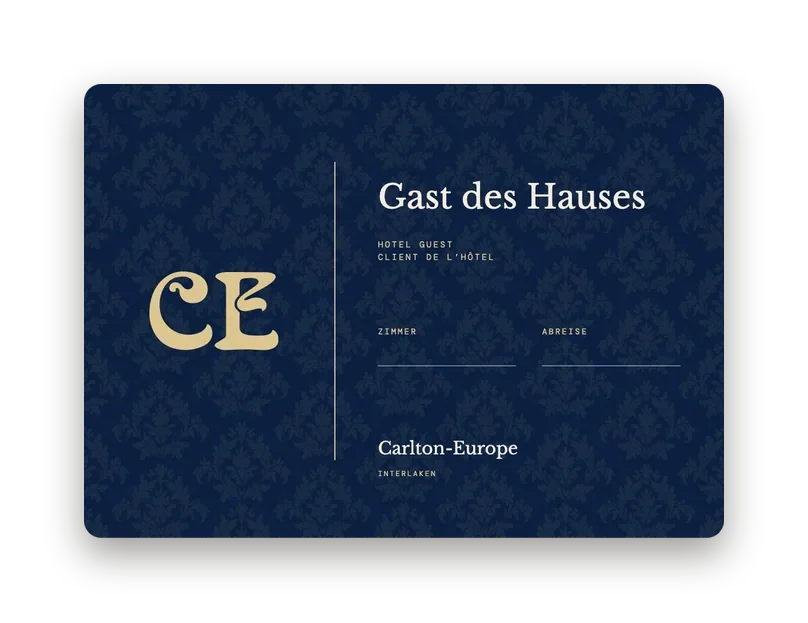 CE
Gast des Hauses
HOTEL GUEST
CLIENT DE L'HÔTEL
ZIMMER
ABREISE
Carlton-Europe
INTERLAKEN